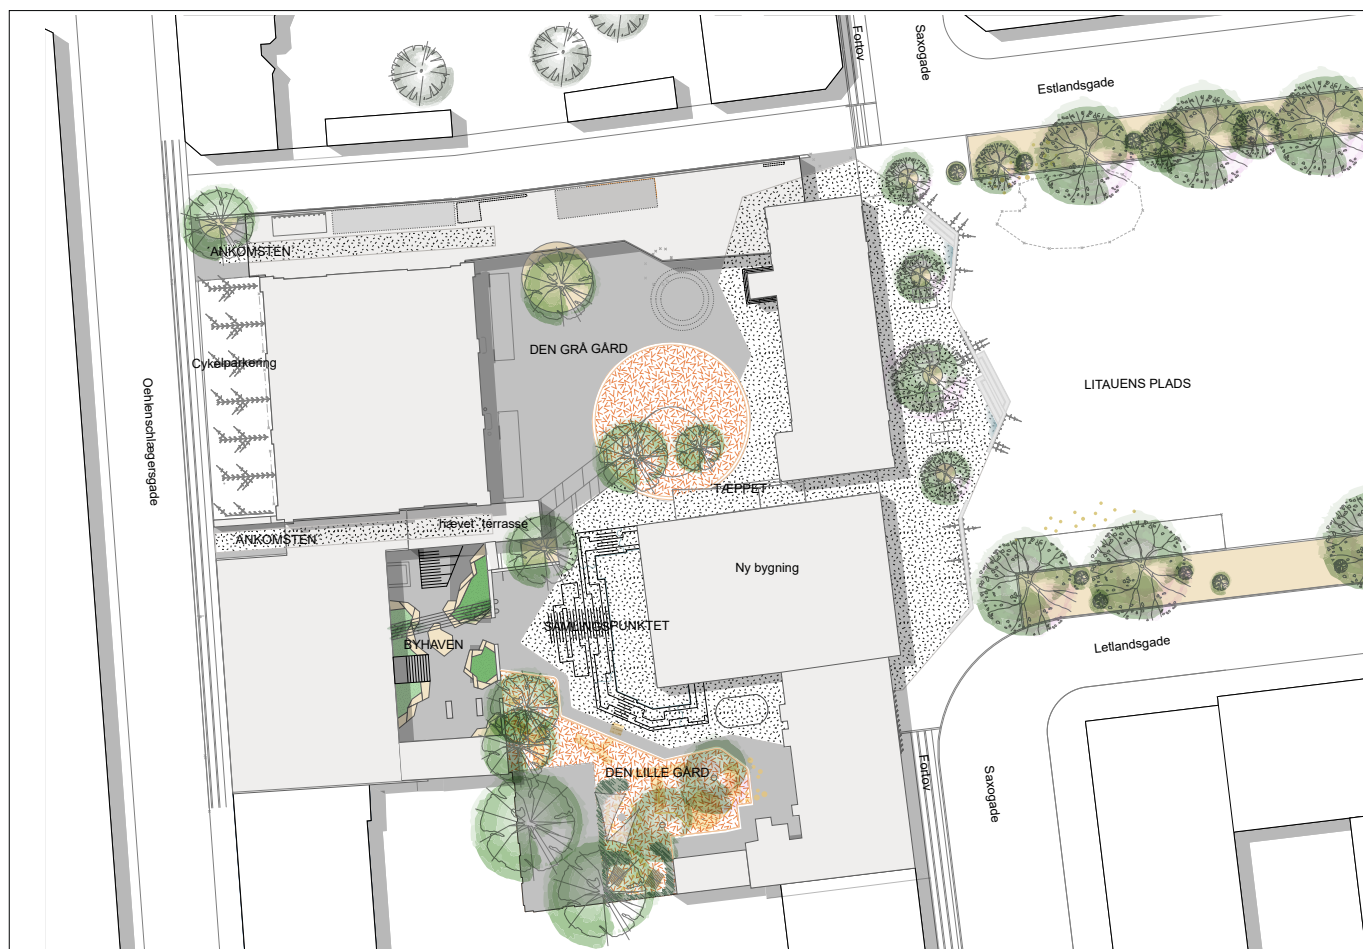 Fortov
Saxogade
Estlandsgade
ANKOMSTEN
DEN GRÅ GÅRD
Cykelparkering
LITAUENS PLADS
Oehlenschlægersgade
TÆPPET
hævet terrasse
ANKOMSTEN
Ny bygning
SAMLINGSPUNKTET
BYHAVEN
Letlandsgade
DEN LILLE GÅRD
Fortov
Saxogade